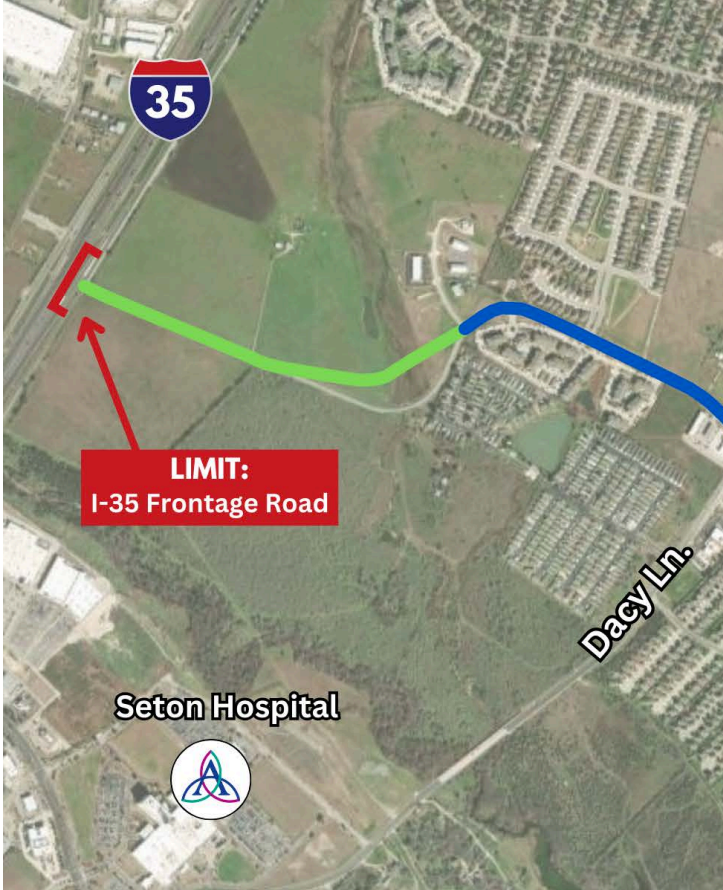 35
LIMIT:
I-35 Frontage Road
Dacy Ln.
Seton Hospital
A